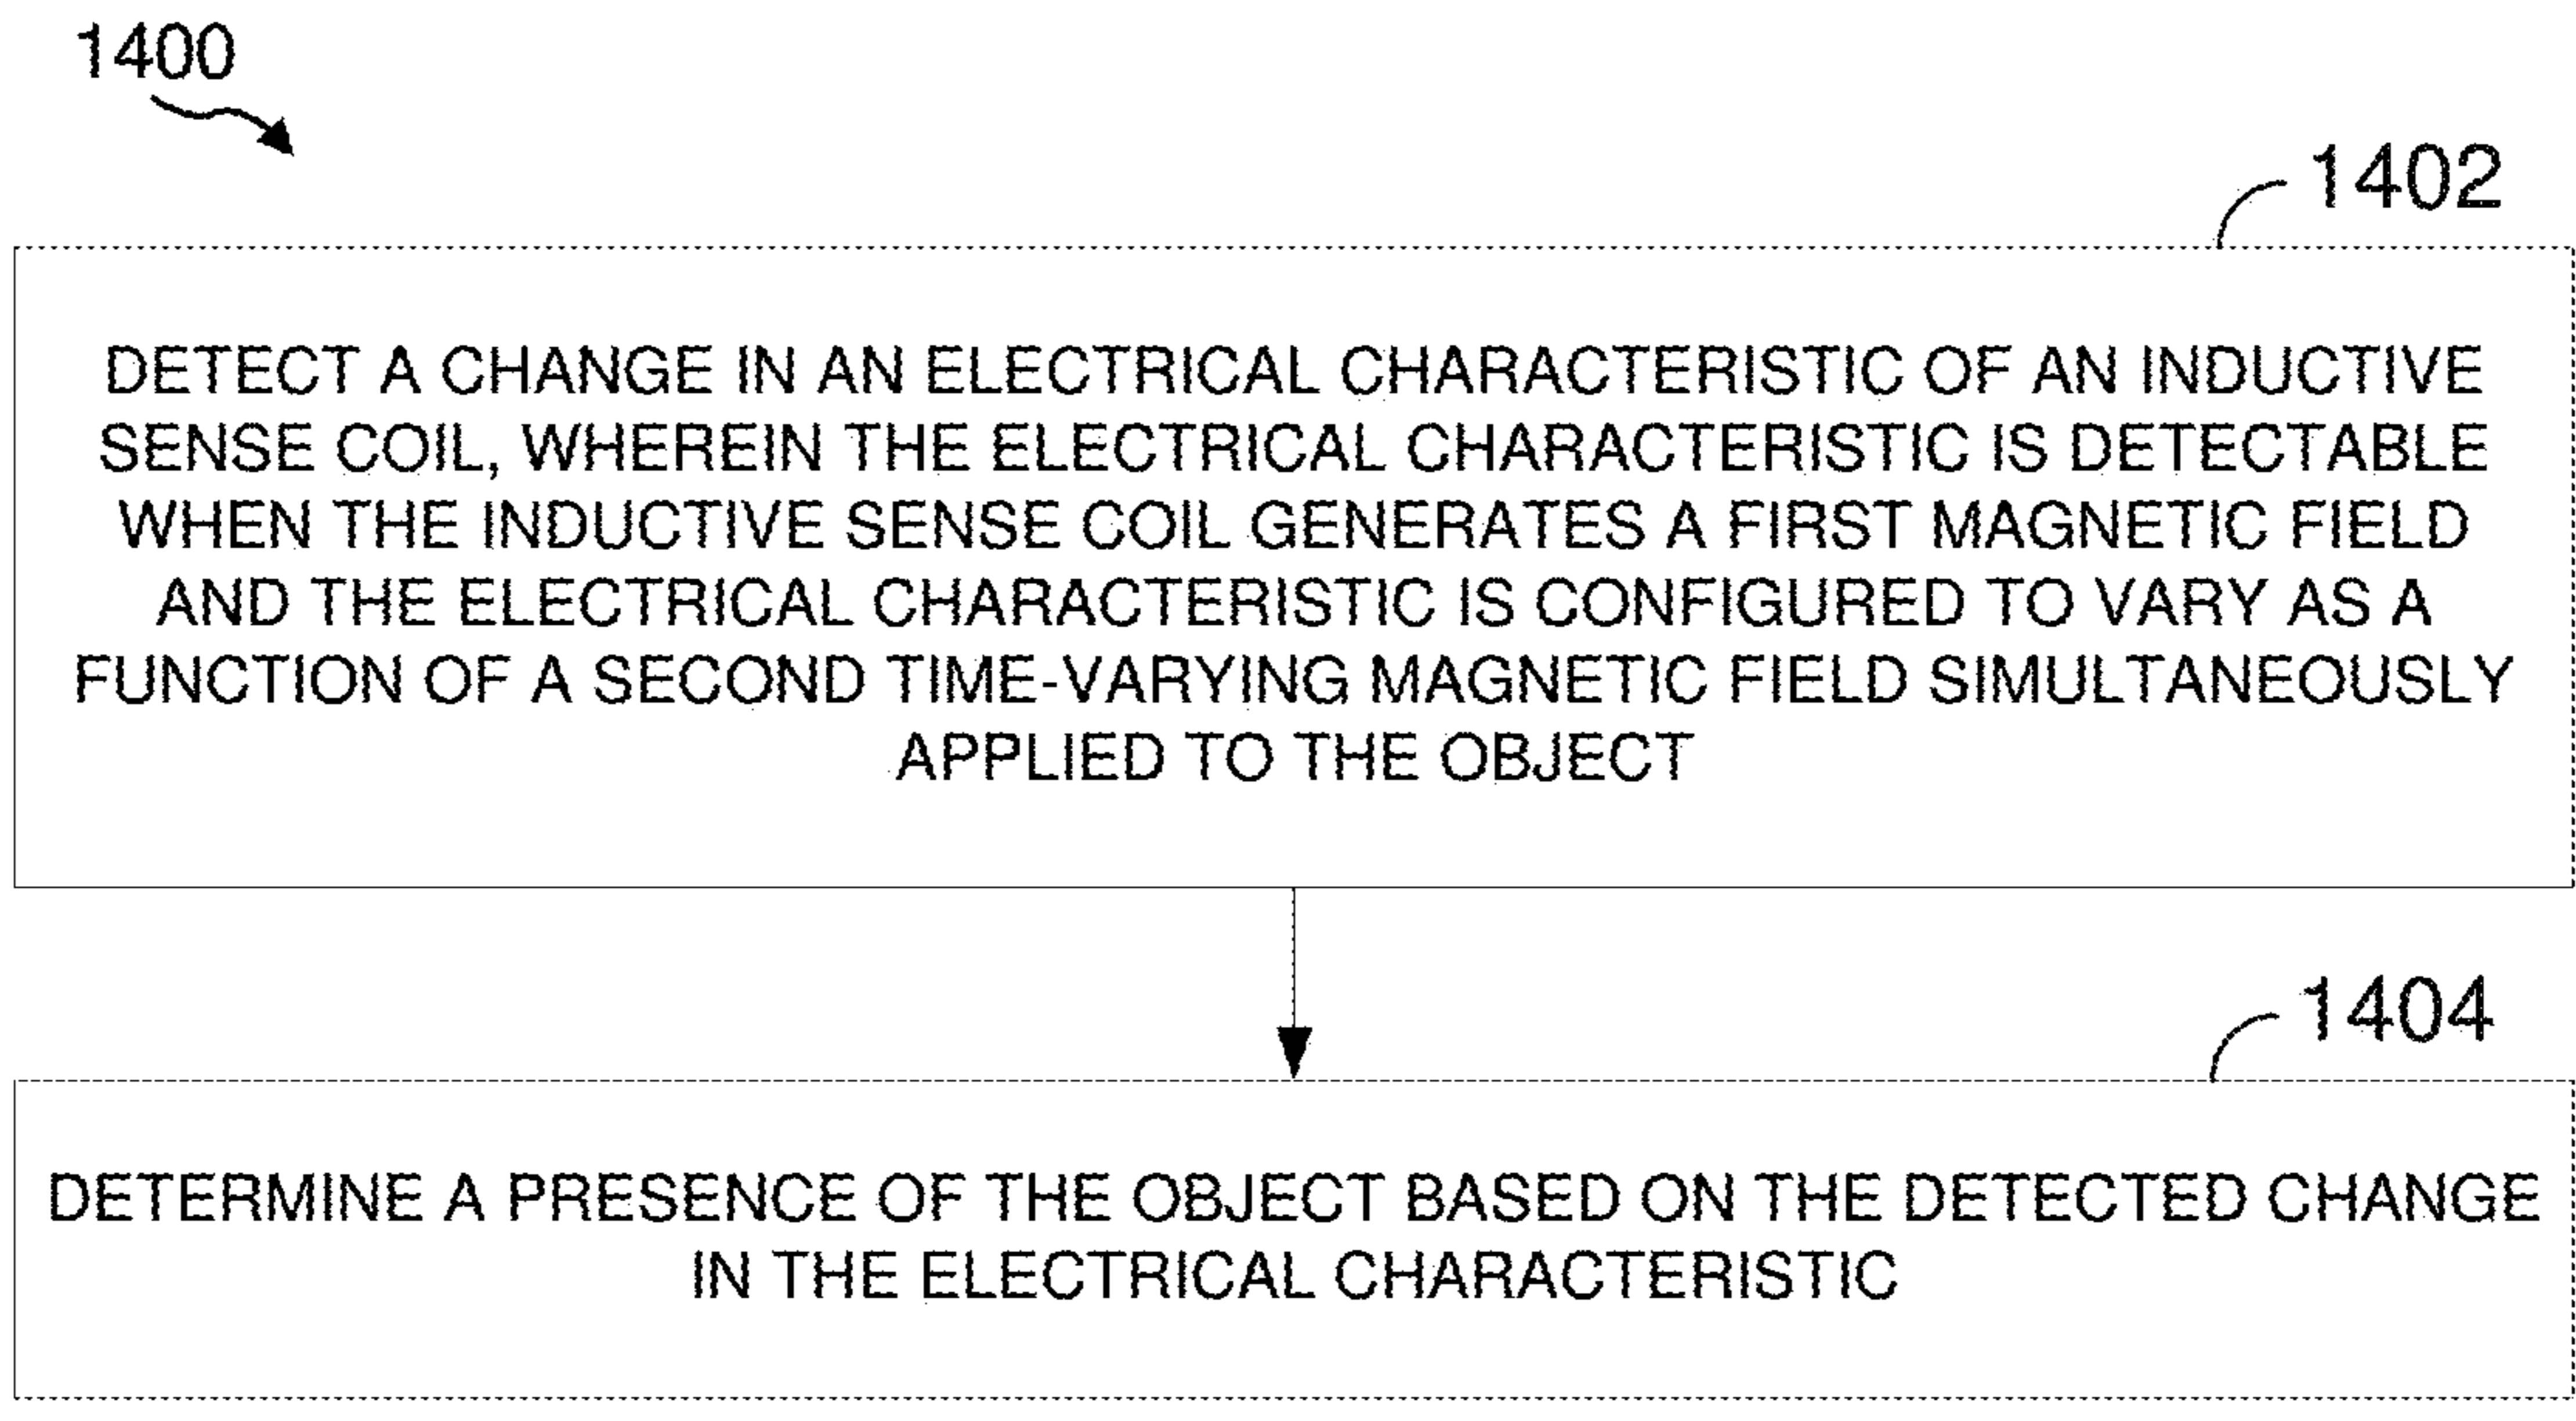 1400
1402
DETECT A CHANGE IN AN ELECTRICAL CHARACTERISTIC OF AN INDUCTIVE
SENSE COIL, WHEREIN THE ELECTRICAL CHARACTERISTIC IS DETECTABLE
WHEN THE INDUCTIVE SENSE COIL GENERATES A FIRST MAGNETIC FIELD
AND THE ELECTRICAL CHARACTERISTIC IS CONFIGURED TO VARY AS A
FUNCTION OF A SECOND TIME-VARYING MAGNETIC FIELD SIMULTANEOUSLY
APPLIED TO THE OBJECT
1404
DETERMINE A PRESENCE OF THE OBJECT BASED ON THE DETECTED CHANGE
IN THE ELECTRICAL CHARACTERISTIC